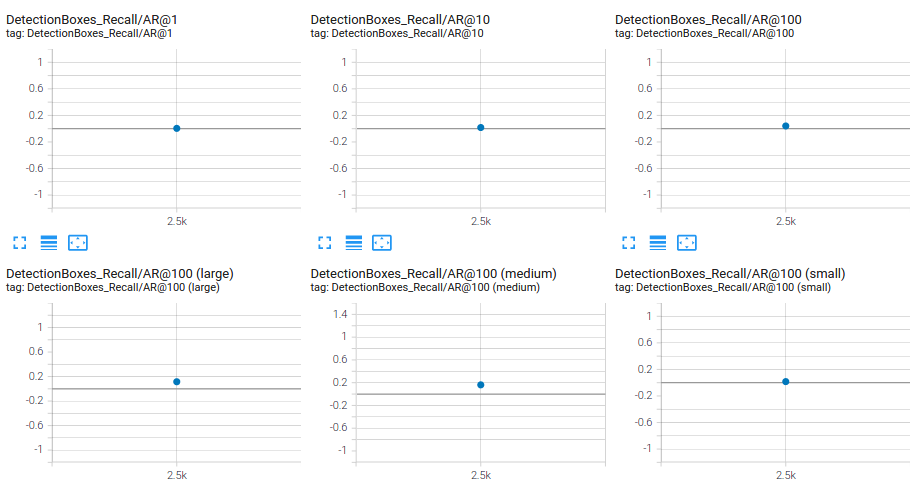 DetectionBoxes_Recall/AR@1
tag: DetectionBoxes_Recall/AR@1
1
0.6
0.2
-0.2
-0.6
-1
2.5k
DetectionBoxes_Recall/AR@10
tag: DetectionBoxes_Recall/AR@10
1
0.6
0.2
-0.2
-0.6
-1
2.5k
DetectionBoxes_Recall/AR@100
tag: DetectionBoxes_Recall/AR@100
1
0.6
0.2
-0.2
-0.6
-1
2.5k
DetectionBoxes_Recall/AR@100 (large)
tag: DetectionBoxes_Recall/AR@100 (large)
1
0.6
0.2
-0.2
-0.6
-1
2.5k
DetectionBoxes_Recall/AR@100 (medium)
tag: DetectionBoxes_Recall/AR@100 (medium)
1.4
1
0.6
0.2
-0.2
-0.6
-1
2.5k
DetectionBoxes_Recall/AR@100 (small)
tag: DetectionBoxes_Recall/AR@100 (small)
1
0.6
0.2
-0.2
-0.6
-1
2.5k